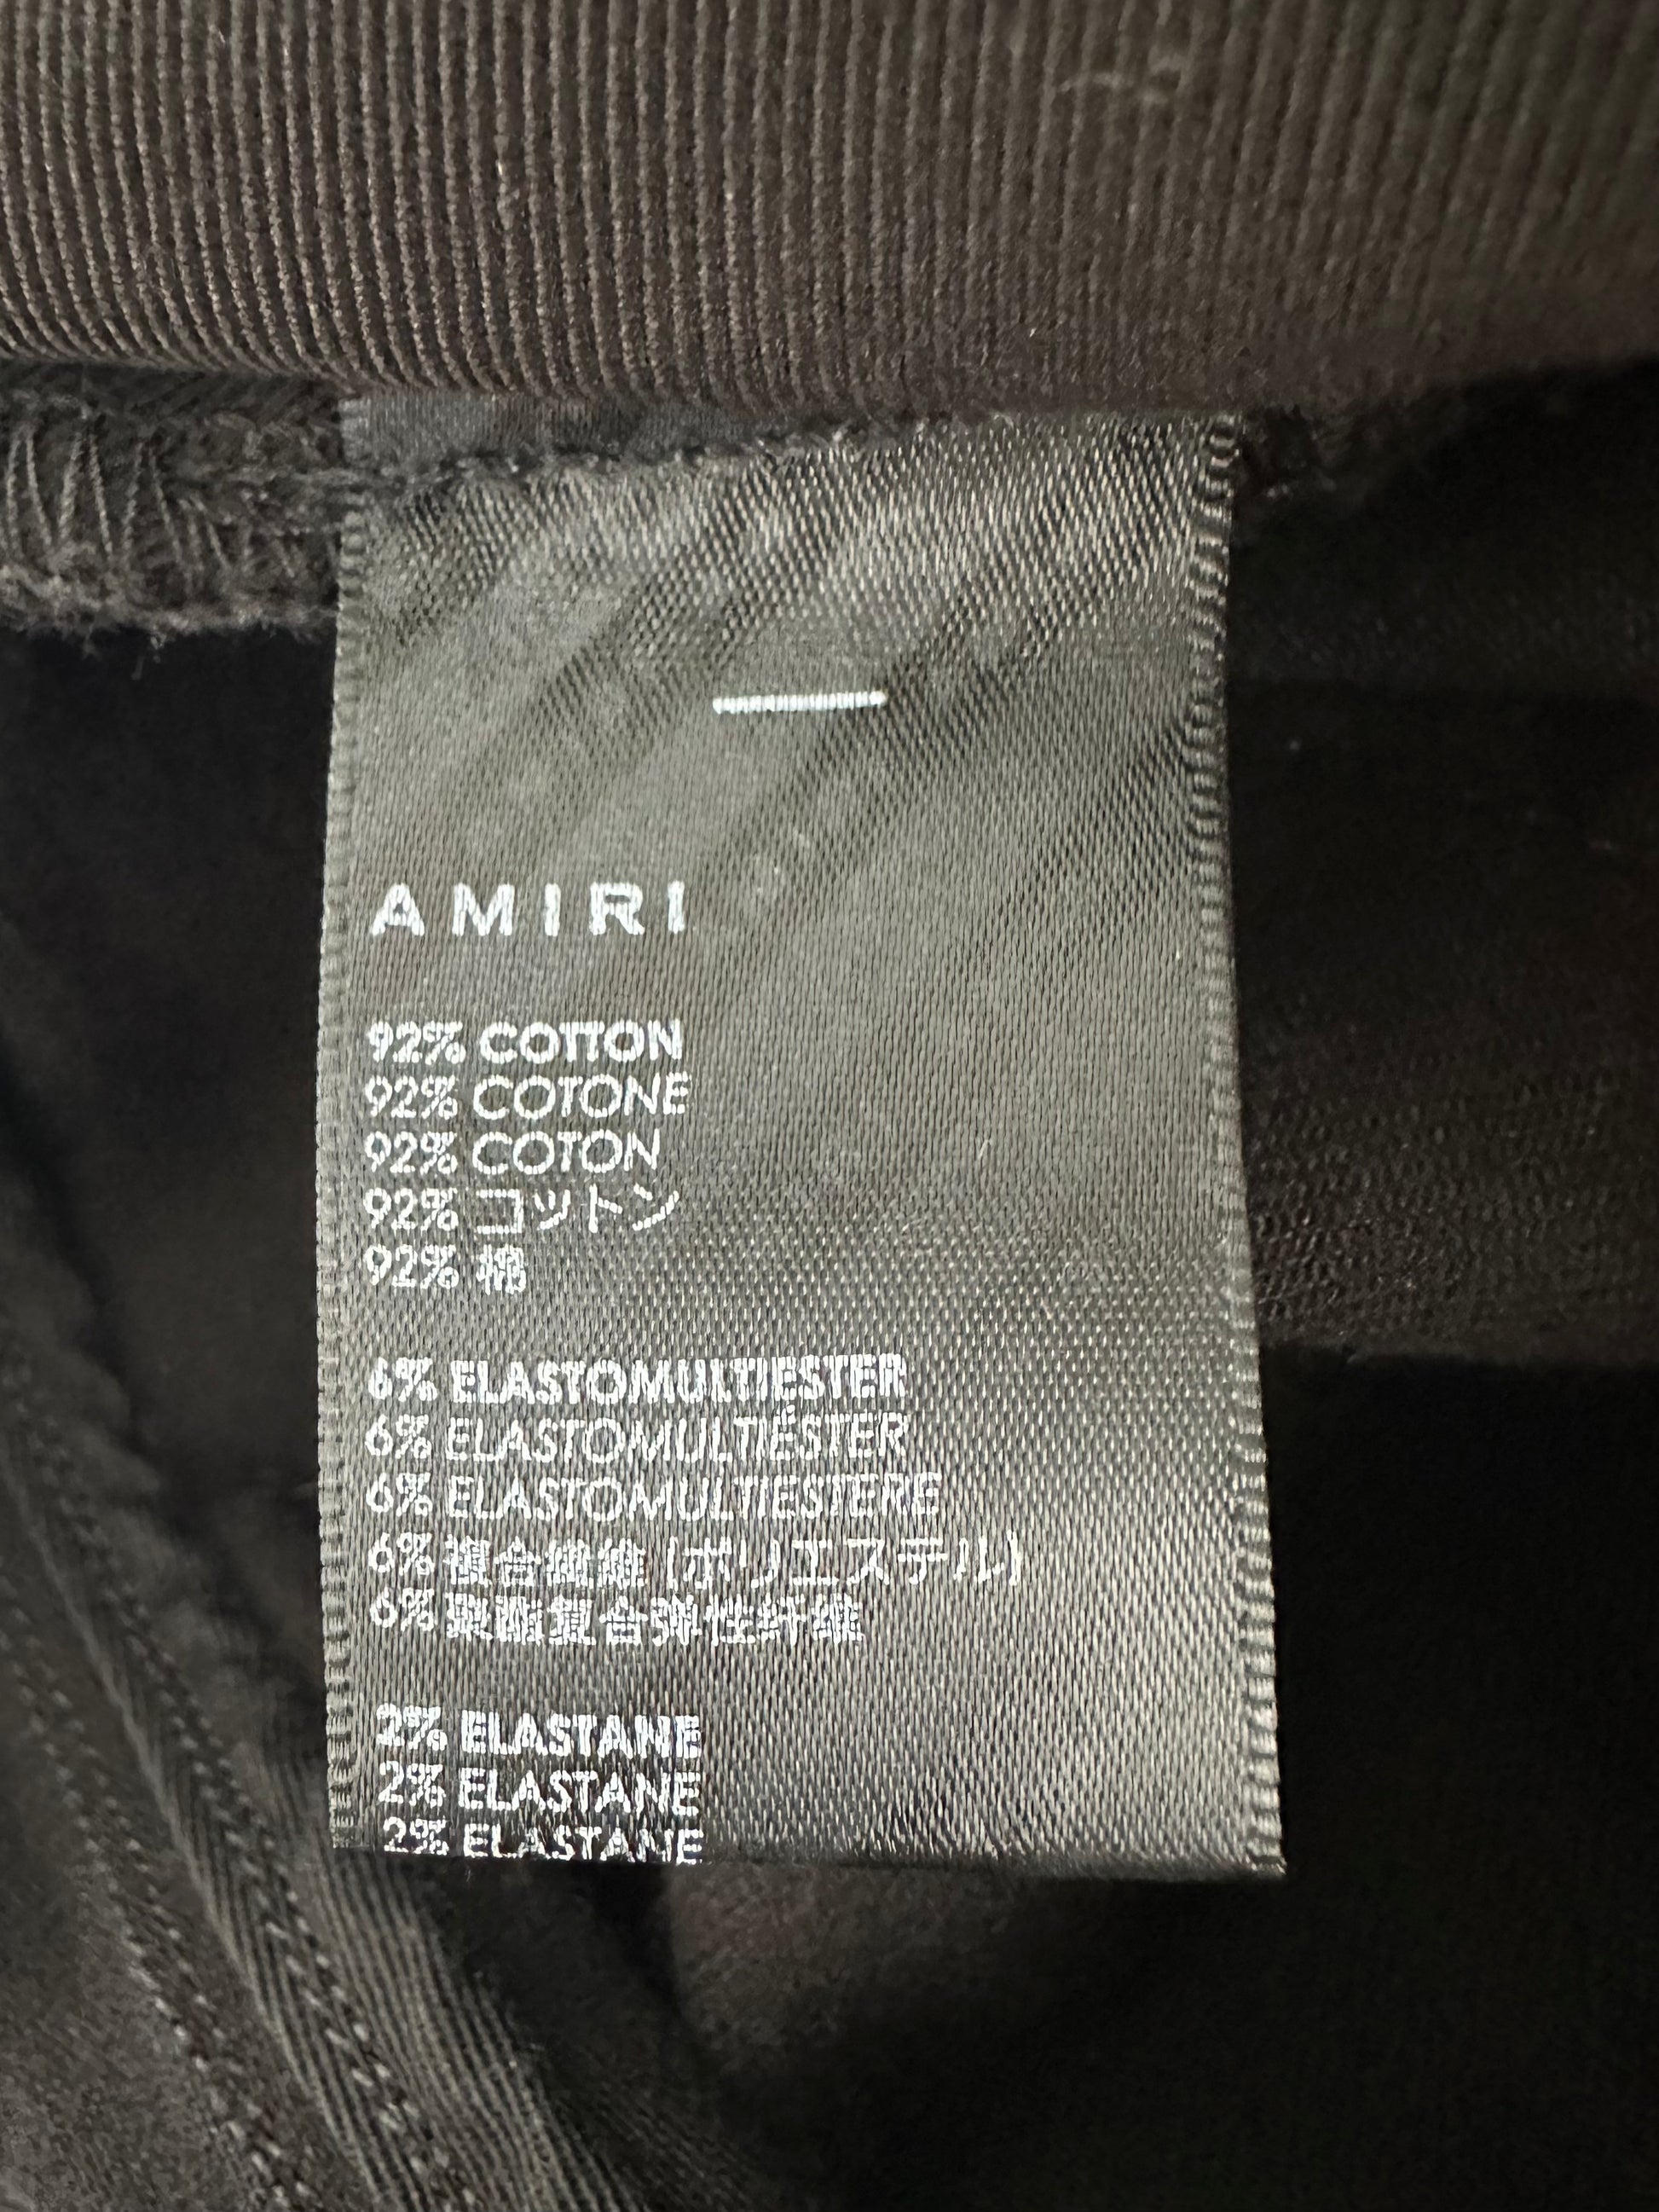 AMIRI
92% COTTON
92% COTONE
92% COTON
92% コットン
92% 棉
6% ELASTOMULTIESTER
6% ELASTOMULTIÉSTER
6% ELASTOMULTIESTERE
6% 複合繊維 (ポリエステル)
6% 聚酯复合弹性纤维
2% ELASTANE
2% ELASTANE
2% ELASTANE